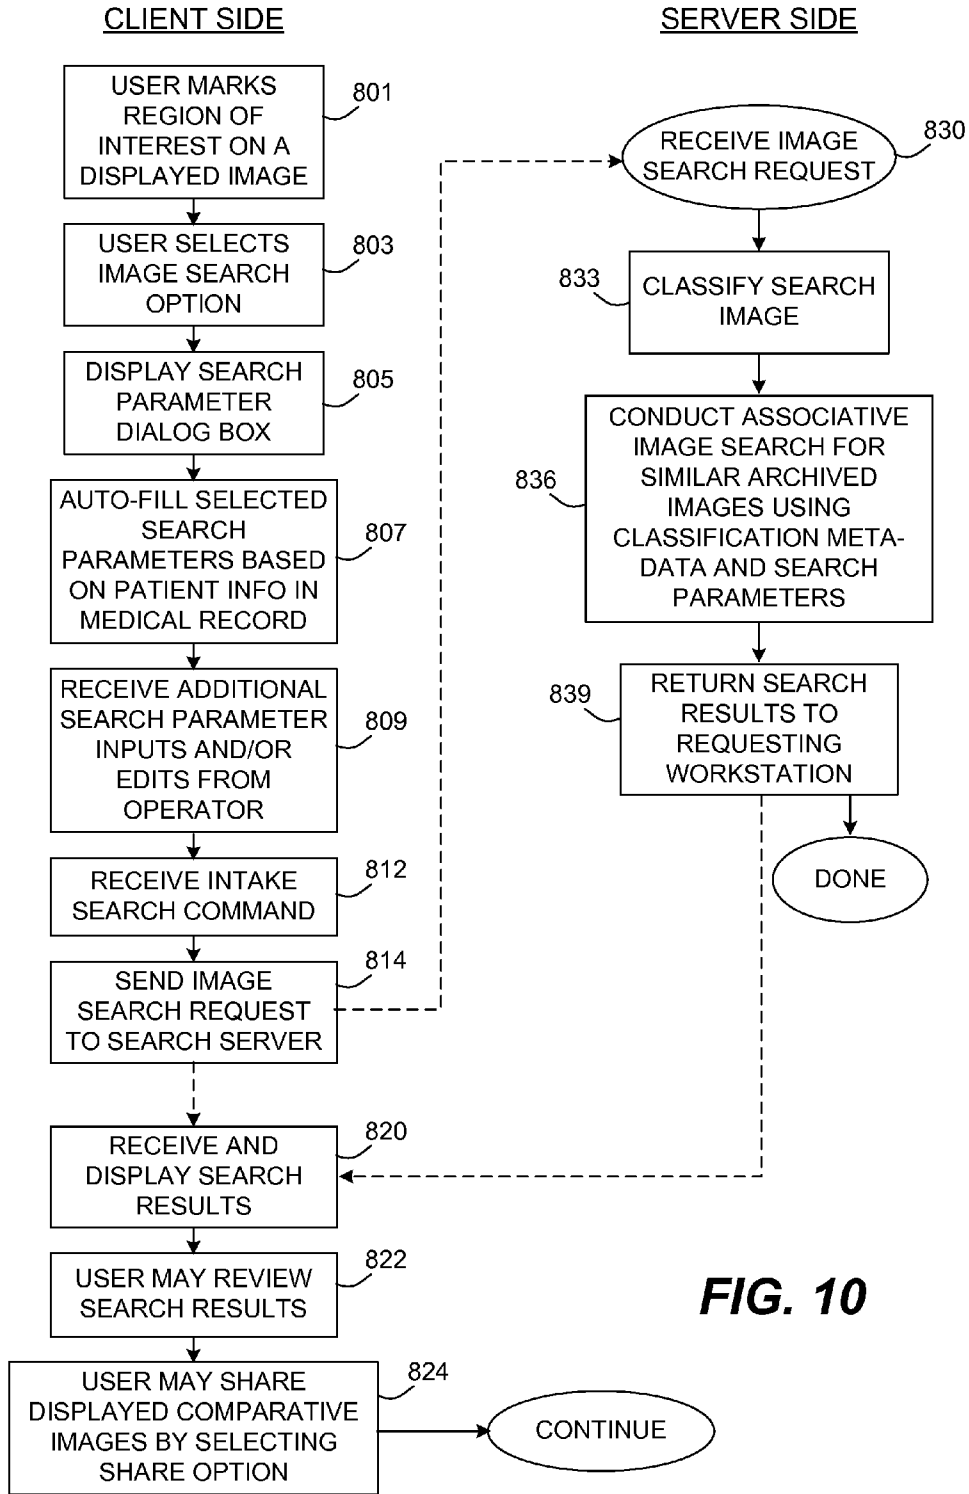 CLIENT SIDE
USER MARKS
REGION OF
INTEREST ON A
DISPLAYED IMAGE
801
USER SELECTS
IMAGE SEARCH
OPTION
803
DISPLAY SEARCH
PARAMETER
DIALOG BOX
805
AUTO-FILL SELECTED
SEARCH
PARAMETERS BASED
ON PATIENT INFO IN
MEDICAL RECORD
807
RECEIVE ADDITIONAL
SEARCH PARAMETER
INPUTS AND/OR
EDITS FROM
OPERATOR
809
RECEIVE INTAKE
SEARCH COMMAND
812
SEND IMAGE
SEARCH REQUEST
TO SEARCH SERVER
814
RECEIVE AND
DISPLAY SEARCH
RESULTS
820
USER MAY REVIEW
SEARCH RESULTS
822
USER MAY SHARE
DISPLAYED COMPARATIVE
IMAGES BY SELECTING
SHARE OPTION
824
CONTINUE
SERVER SIDE
RECEIVE IMAGE
SEARCH REQUEST
830
833
CLASSIFY SEARCH
IMAGE
836
CONDUCT ASSOCIATIVE
IMAGE SEARCH FOR
SIMILAR ARCHIVED
IMAGES USING
CLASSIFICATION META-
DATA AND SEARCH
PARAMETERS
839
RETURN SEARCH
RESULTS TO
REQUESTING
WORKSTATION
DONE
FIG. 10